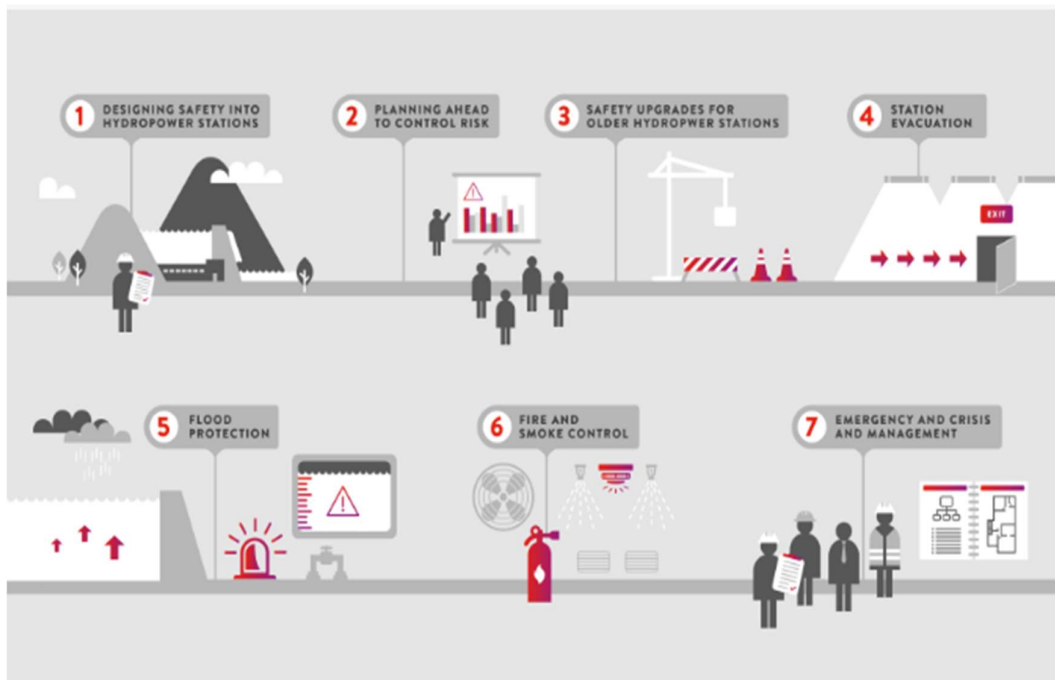 1 DESIGNING SAFETY INTO
HYDROPOWER STATIONS
2 PLANNING AHEAD
TO CONTROL RISK
3 SAFETY UPGRADES FOR
OLDER HYDROPWER STATIONS
4 STATION
EVACUATION
EXIT
5 FLOOD
PROTECTION
6 FIRE AND
SMOKE CONTROL
7 EMERGENCY AND CRISIS
AND MANAGEMENT